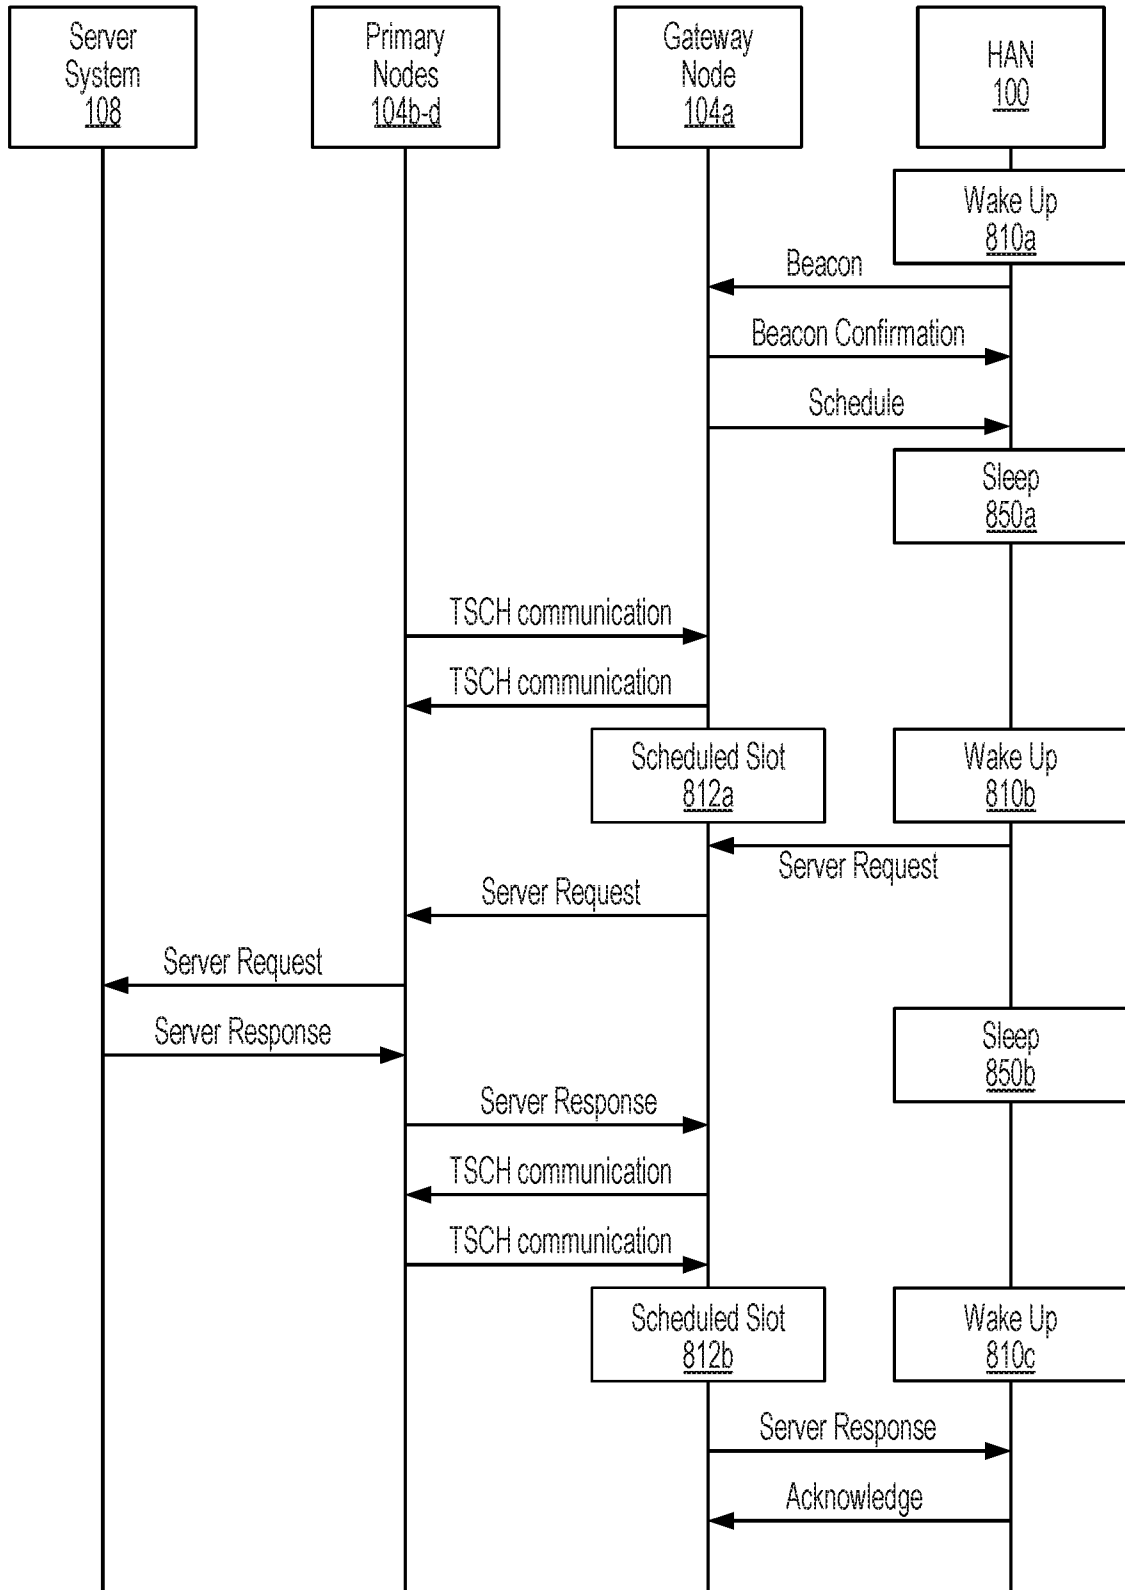 Server
System
108
Primary
Nodes
104b-d
Gateway
Node
104a
HAN
100
Wake Up
810a
Beacon
Beacon Confirmation
Schedule
Sleep
850a
TSCH communication
TSCH communication
Scheduled Slot
812a
Wake Up
810b
Server Request
Server Request
Server Request
Server Response
Sleep
850b
Server Response
TSCH communication
TSCH communication
Scheduled Slot
812b
Wake Up
810c
Server Response
Acknowledge